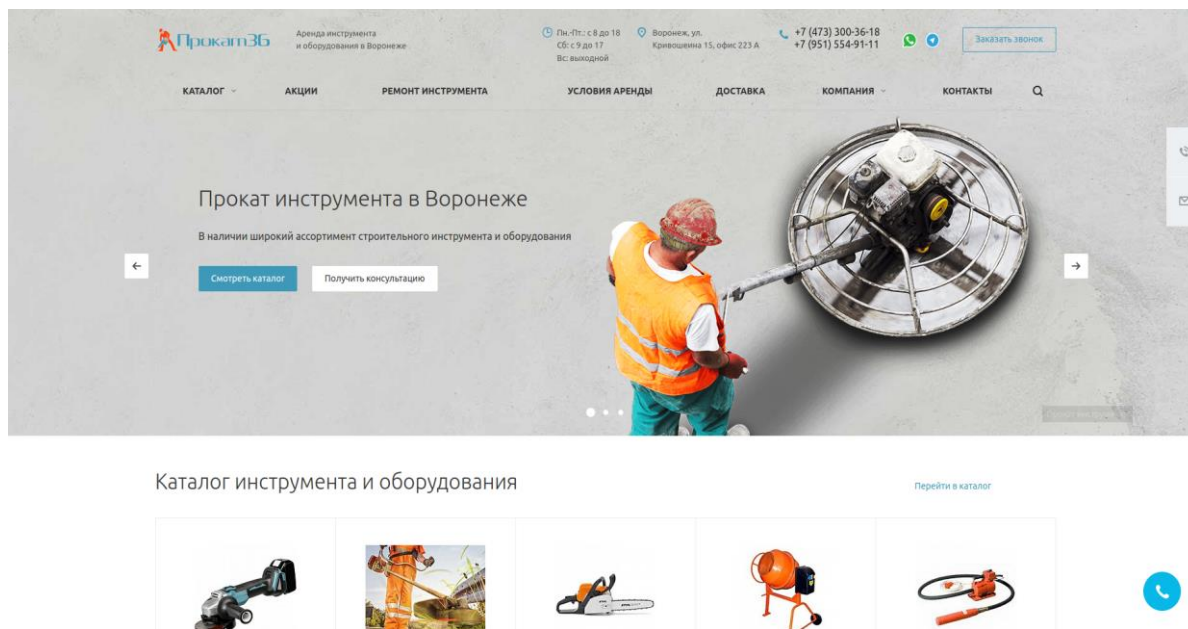 Прокат36
Аренда инструмента
и оборудования в Воронеже
Пн.-Пт.: с 8 до 18
Сб: с 9 до 17
Вс: выходной
Воронеж, ул.
Кривошеина 15, офис 223 А
+7 (473) 300-36-18
+7 (951) 554-91-11
Заказать звонок
КАТАЛОГ АКЦИИ РЕМОНТ ИНСТРУМЕНТА УСЛОВИЯ АРЕНДЫ ДОСТАВКА КОМПАНИЯ КОНТАКТЫ
Прокат инструмента в Воронеже
В наличии широкий ассортимент строительного инструмента и оборудования
Смотреть каталог Получить консультацию
Каталог инструмента и оборудования
Перейти в каталог